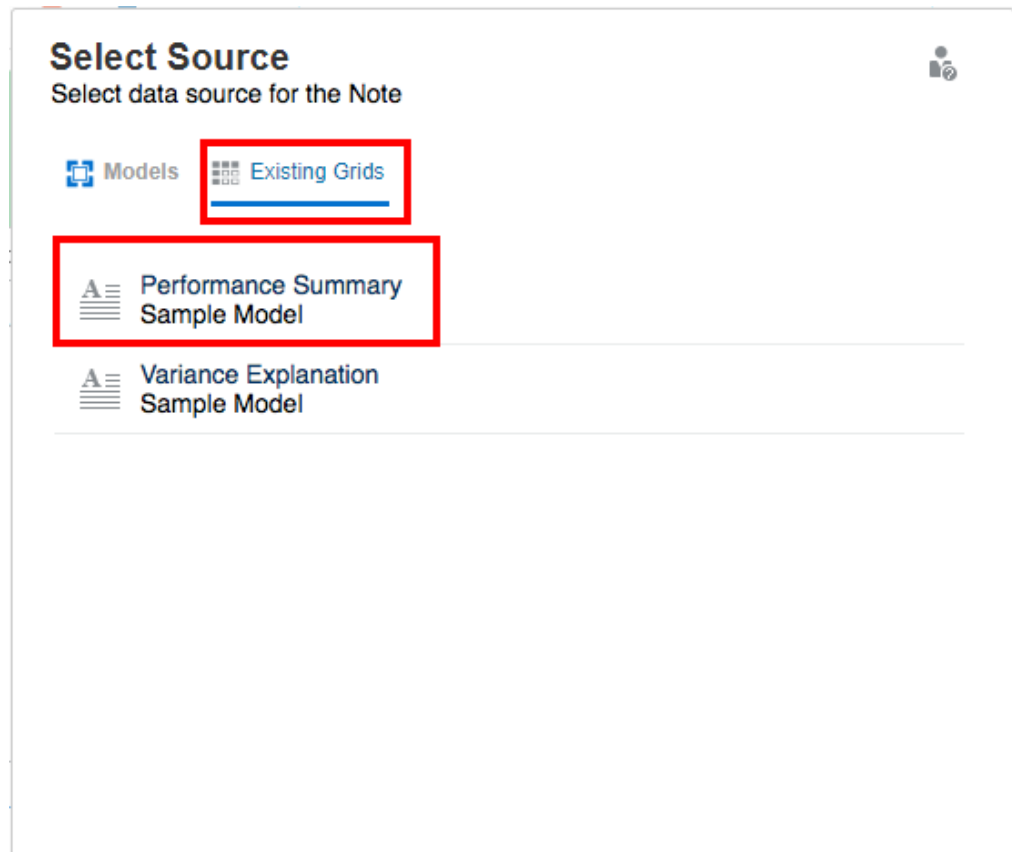 Select Source
Select data source for the Note
Models Existing Grids
Performance Summary
Sample Model
Variance Explanation
Sample Model